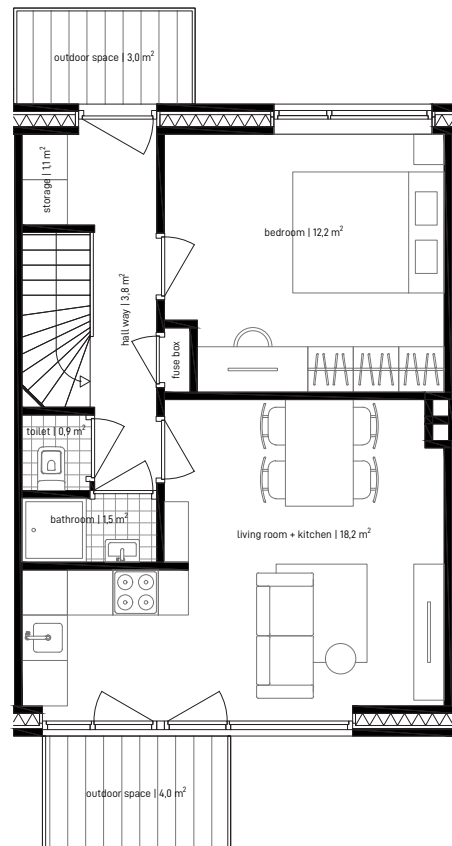 outdoor space | 3,0 m²
storage | 1,1 m²
bedroom | 12,2 m²
hall way | 3,8 m²
fuse box
toilet | 0,9 m²
bathroom | 1,5 m²
living room + kitchen | 18,2 m²
outdoor space | 4,0 m²